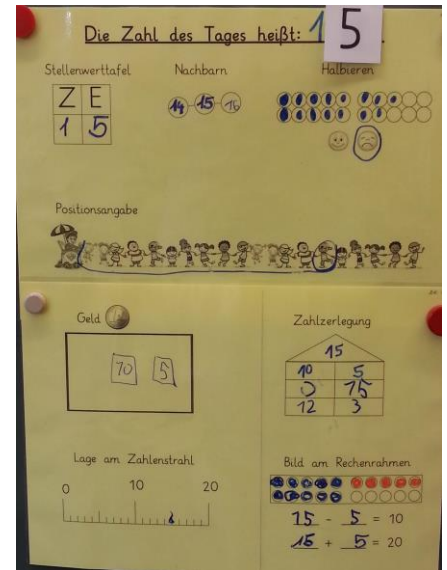 Die Zahl des Tages heißt: 15.
Stellenwerttafel
Nachbarn
Halbieren
Z E
1 5
14 15 16
Positionsangabe
Geld
10 5
Zahlzerlegung
15
10 5
0 15
12 3
Lage am Zahlenstrahl
0 10 20
Bild am Rechenrahmen
15 - 5 = 10
15 + 5 = 20